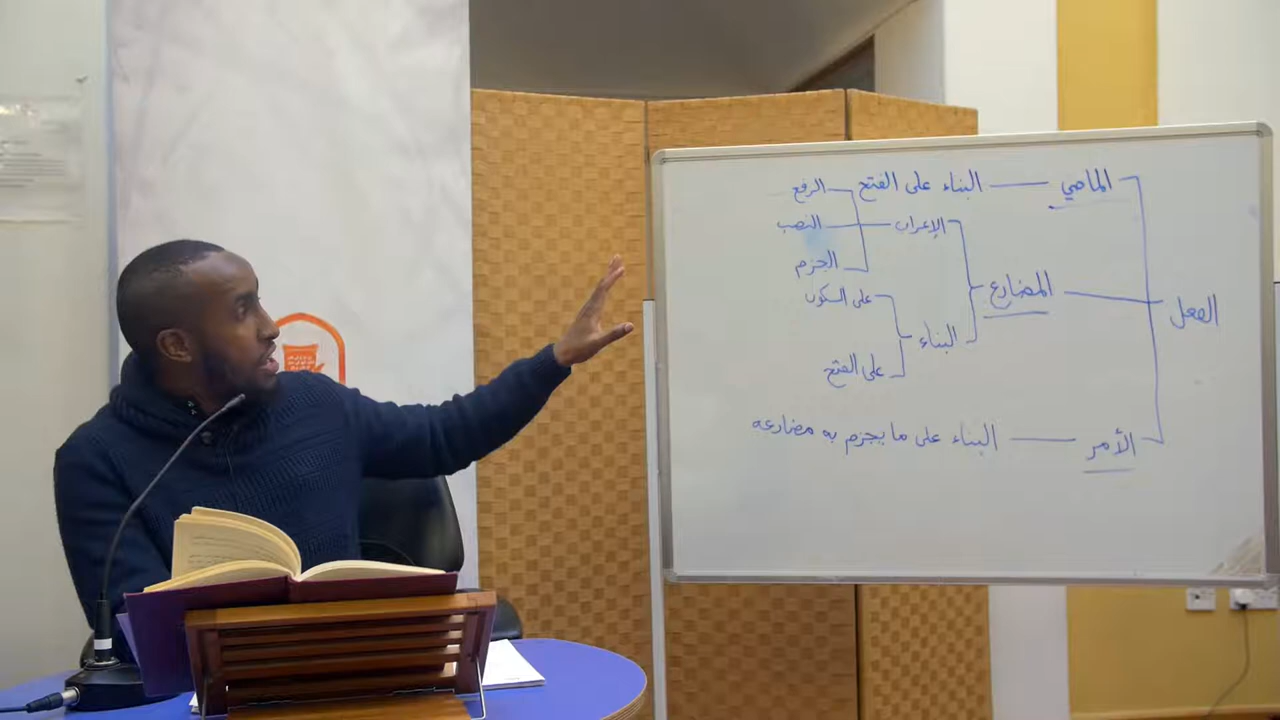 الماضي — البناء على الفتح
الرفع
الإعراب
النصب
الجزم
المضارع
على السكون
الفعل
البناء
على الفتح
الأمر — البناء على ما يجزم به مضارعه